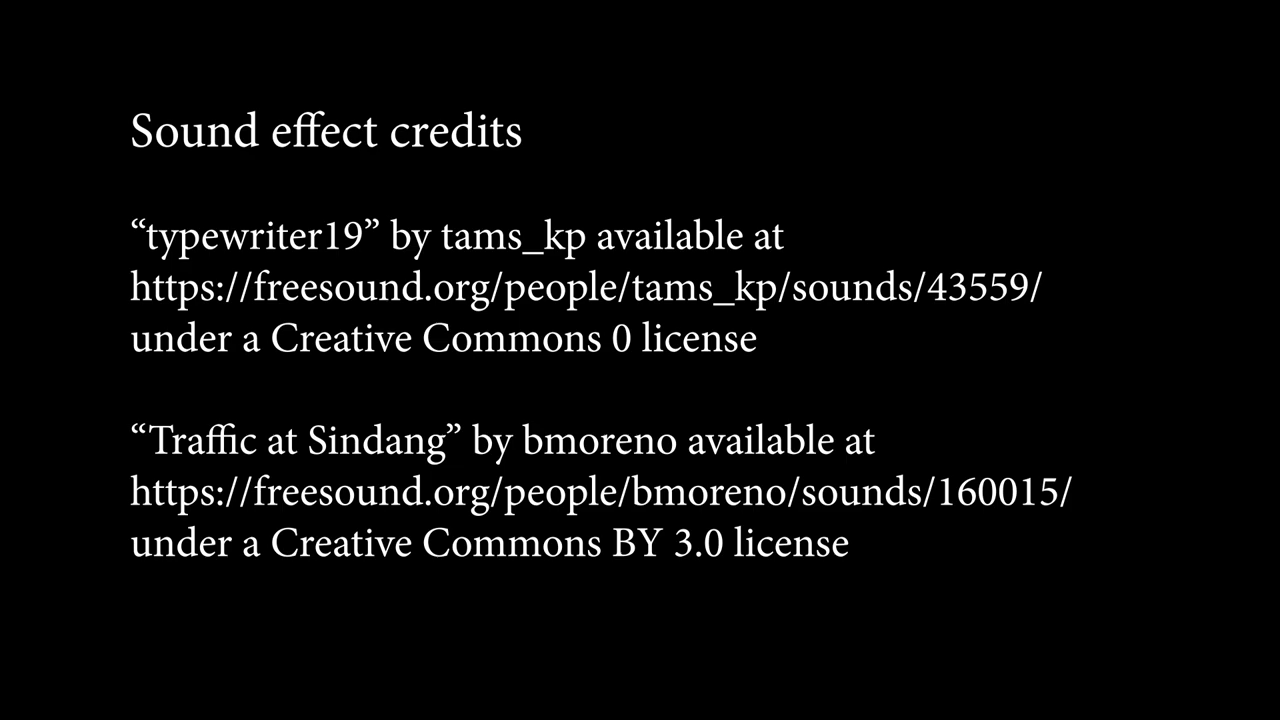 Sound effect credits
“typewriter19” by tams_kp available at
https://freesound.org/people/tams_kp/sounds/43559/
under a Creative Commons 0 license
“Traffic at Sindang” by bmoreno available at
https://freesound.org/people/bmoreno/sounds/160015/
under a Creative Commons BY 3.0 license